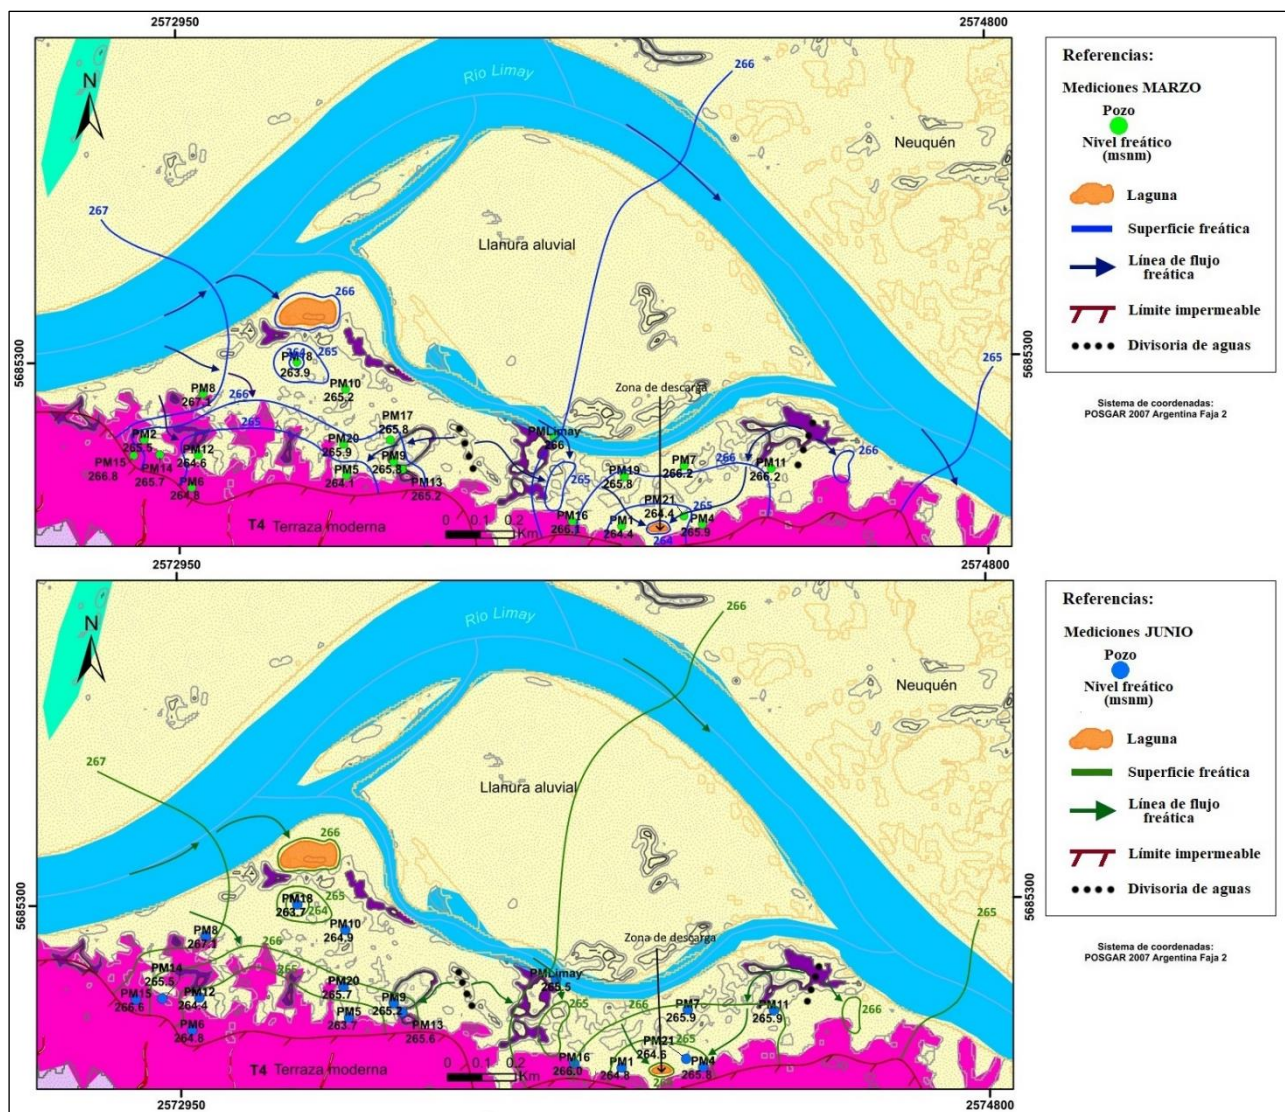 2572950
2574800
Río Limay
266
Neuquén
N
267
Llanura aluvial
266
5685300
5685300
265
264
265
PM18
263.9
Zona de descarga
PM8
267.1
266
PM10
265.2
PM17
265.8
265
PM2
265.5
PM20
265.9
PMLimay
266
PM12
264.6
PM9
265.8
PM7
266.2
266
PM11
266.2
266
PM15
266.8
PM14
265.7
PM5
264.1
PM13
265.2
265
PM19
265.8
PM6
264.8
PM21
264.4
265
T4 Terraza moderna
0 0.1 0.2
Km
PM16
266.1
PM1
264.4
PM4
265.9
264
2572950
2574800
Referencias:
Mediciones MARZO
Pozo
Nivel freático
(msnm)
Laguna
Superficie freática
Línea de flujo
freática
Límite impermeable
Divisoria de aguas
Sistema de coordenadas:
POSGAR 2007 Argentina Faja 2
Río Limay
266
Neuquén
N
267
Llanura aluvial
266
5685300
5685300
265
PM18
263.7
265
264
PM8
267.1
PM10
264.9
Zona de descarga
266
266
PM14
265.5
PM20
265.7
PMLimay
265.5
PM15
266.6
PM12
264.4
PM9
265.2
265
266
PM7
265.9
PM11
265.9
266
PM6
264.8
PM5
263.7
PM13
265.6
PM21
264.6
265
T4 Terraza moderna
0 0.1 0.2
Km
PM16
266.0
PM1
264.8
PM4
265.8
2572950
2574800
Referencias:
Mediciones JUNIO
Pozo
Nivel freático
(msnm)
Laguna
Superficie freática
Línea de flujo
freática
Límite impermeable
Divisoria de aguas
Sistema de coordenadas:
POSGAR 2007 Argentina Faja 2